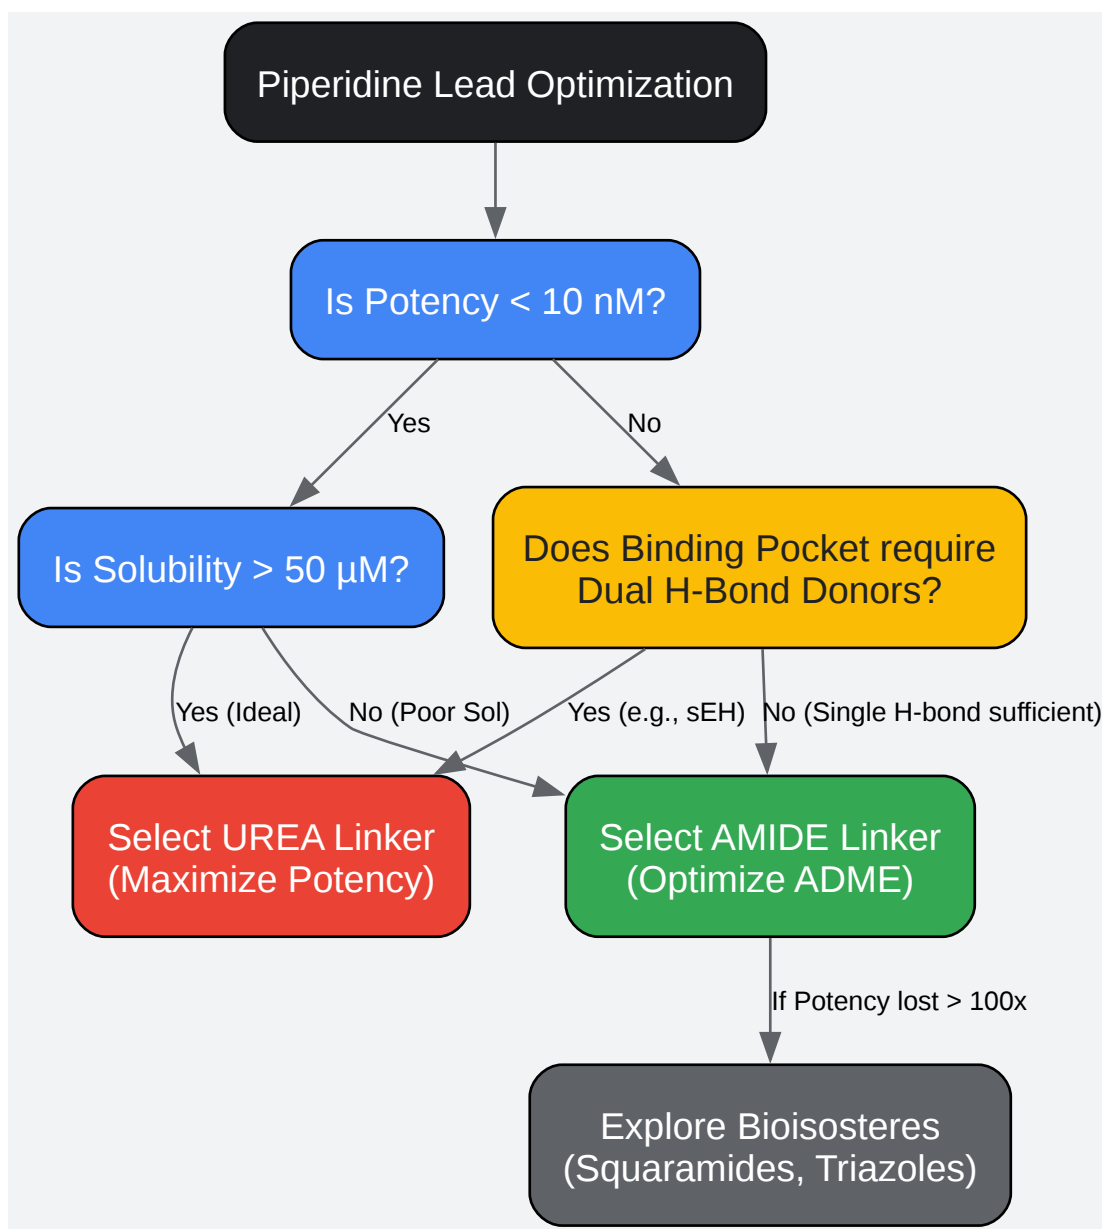 Piperidine Lead Optimization
Is Potency < 10 nM?
Yes
No
Is Solubility > 50 µM?
Does Binding Pocket require
Dual H-Bond Donors?
Yes (Ideal)
No (Poor Sol)
Yes (e.g., sEH)
No (Single H-bond sufficient)
Select UREA Linker
(Maximize Potency)
Select AMIDE Linker
(Optimize ADME)
If Potency lost > 100x
Explore Bioisosteres
(Squaramides, Triazoles)